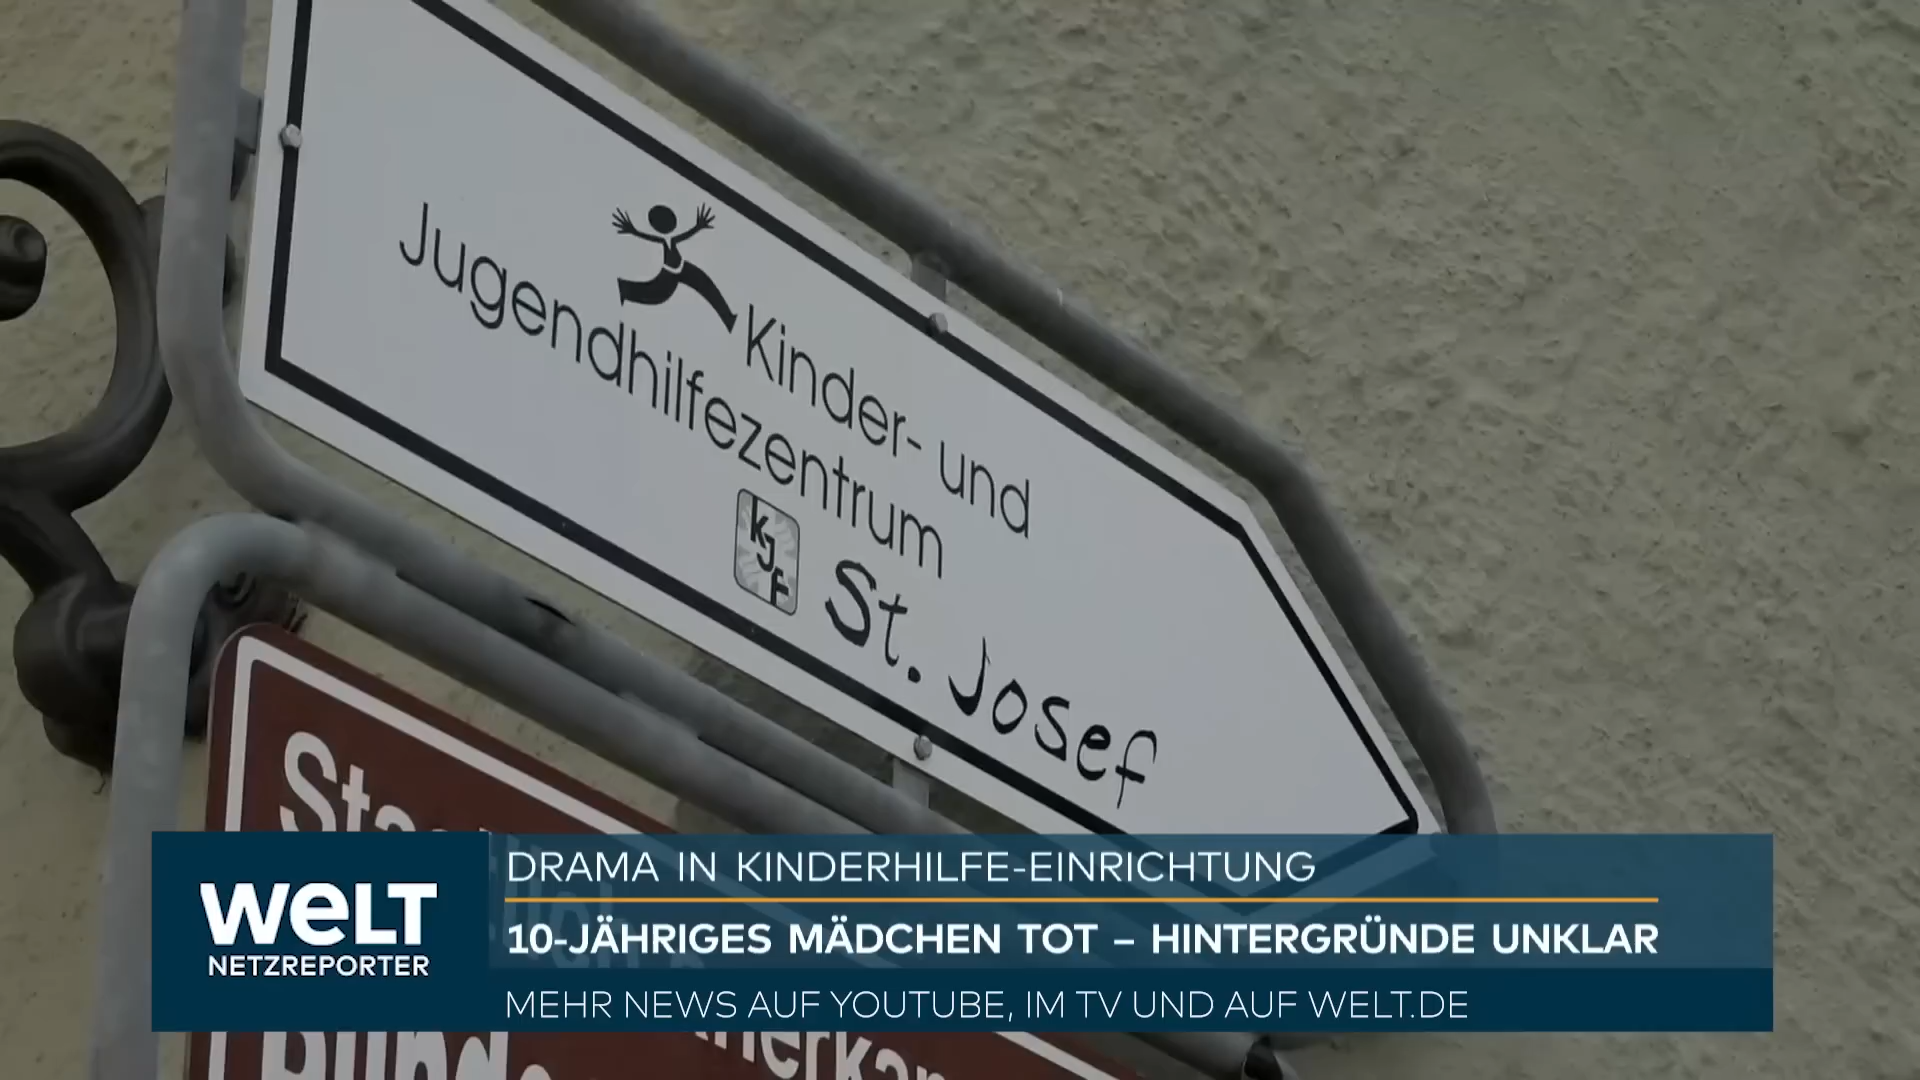 Kinder- und
Jugendhilfezentrum
KJF
St. Josef
WELT
NETZREPORTER
DRAMA IN KINDERHILFE-EINRICHTUNG
10-JÄHRIGES MÄDCHEN TOT – HINTERGRÜNDE UNKLAR
MEHR NEWS AUF YOUTUBE, IM TV UND AUF WELT.DE